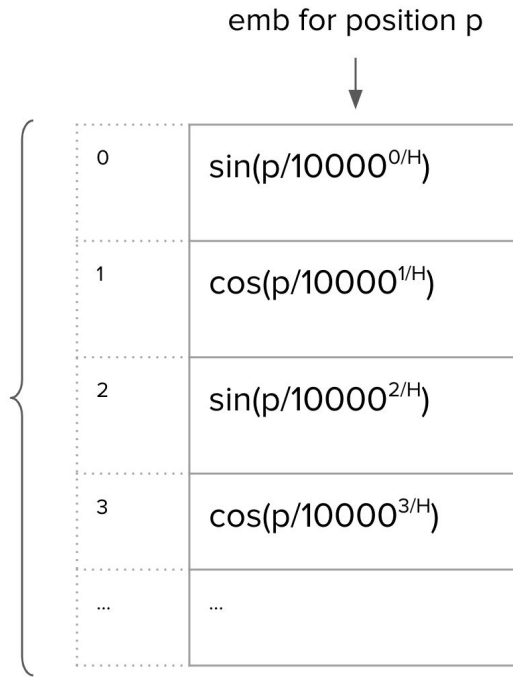 emb for position p
0 sin(p/10000^0/H)
1 cos(p/10000^1/H)
2 sin(p/10000^2/H)
3 cos(p/10000^3/H)
... ...